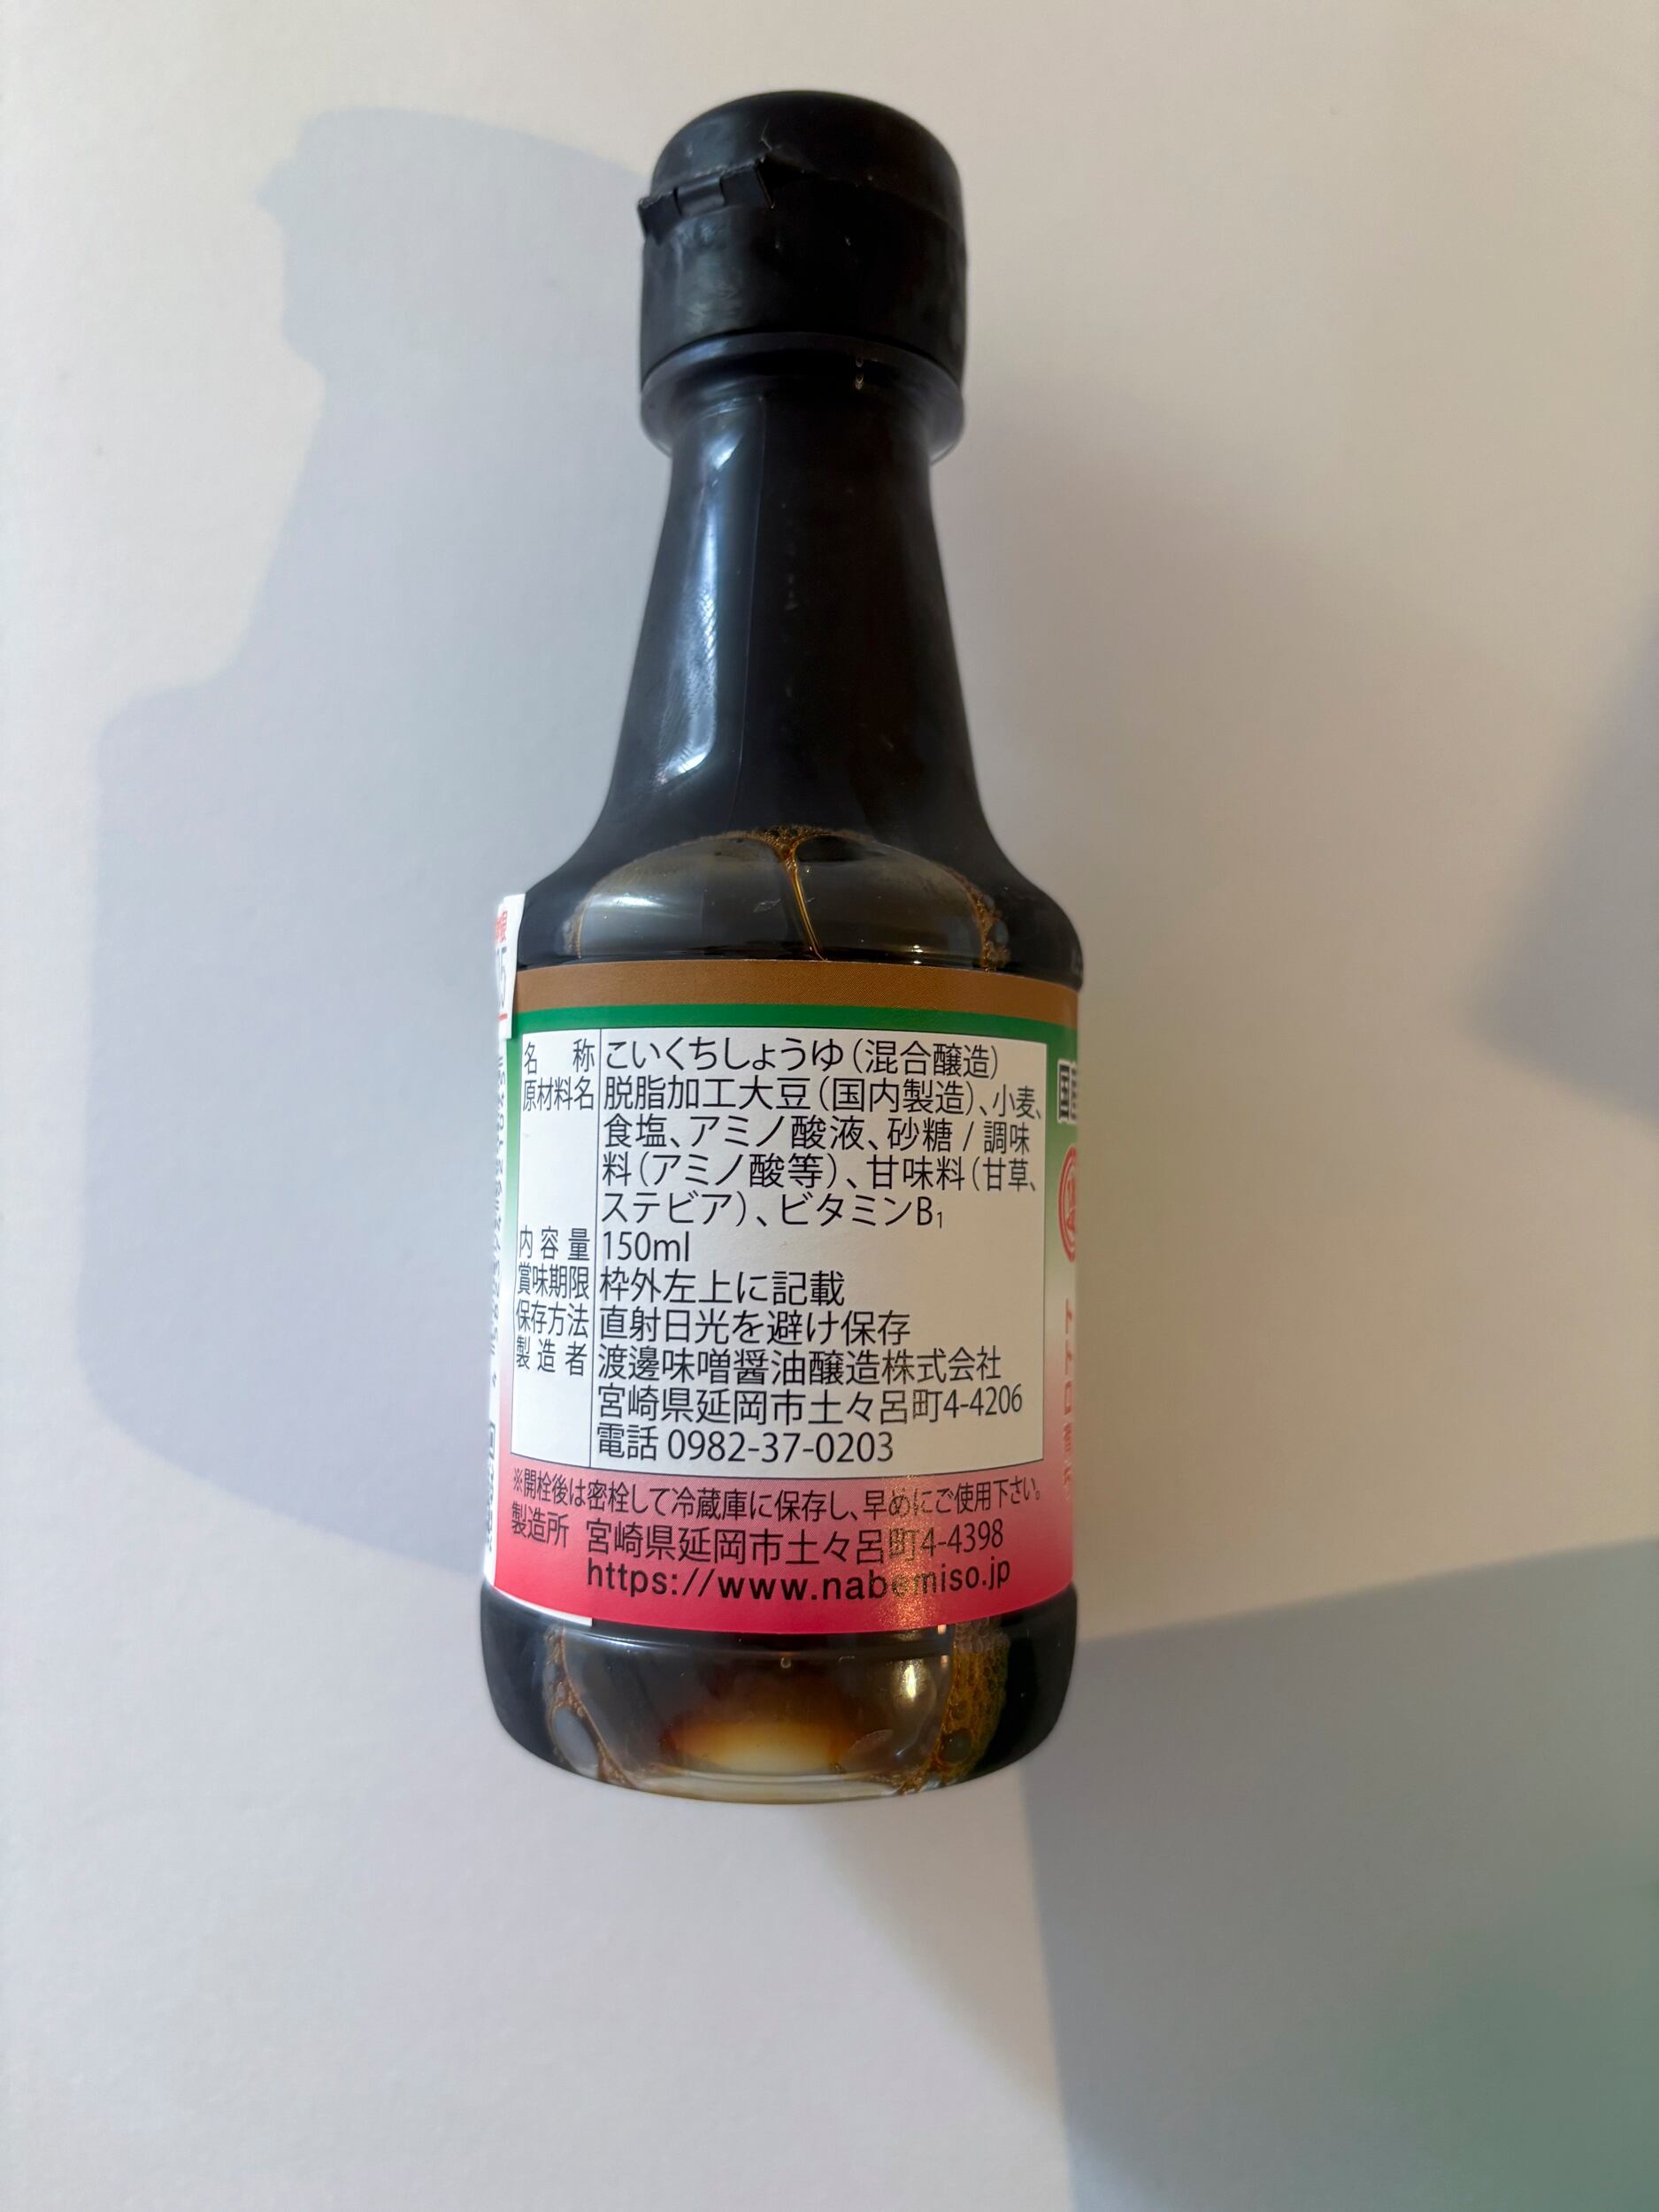 名称 こいくちしょうゆ（混合醸造）
原材料名 脱脂加工大豆（国内製造）、小麦、
食塩、アミノ酸液、砂糖 / 調味
料（アミノ酸等）、甘味料（甘草、
ステビア）、ビタミンB₁
内容量 150ml
賞味期限 枠外左上に記載
保存方法 直射日光を避け保存
製造者 渡邊味噌醤油醸造株式会社
宮崎県延岡市土々呂町4-4206
電話 0982-37-0203
※開栓後は密栓して冷蔵庫に保存し、早めにご使用下さい。
製造所 宮崎県延岡市土々呂町4-4398
https://www.nabemiso.jp